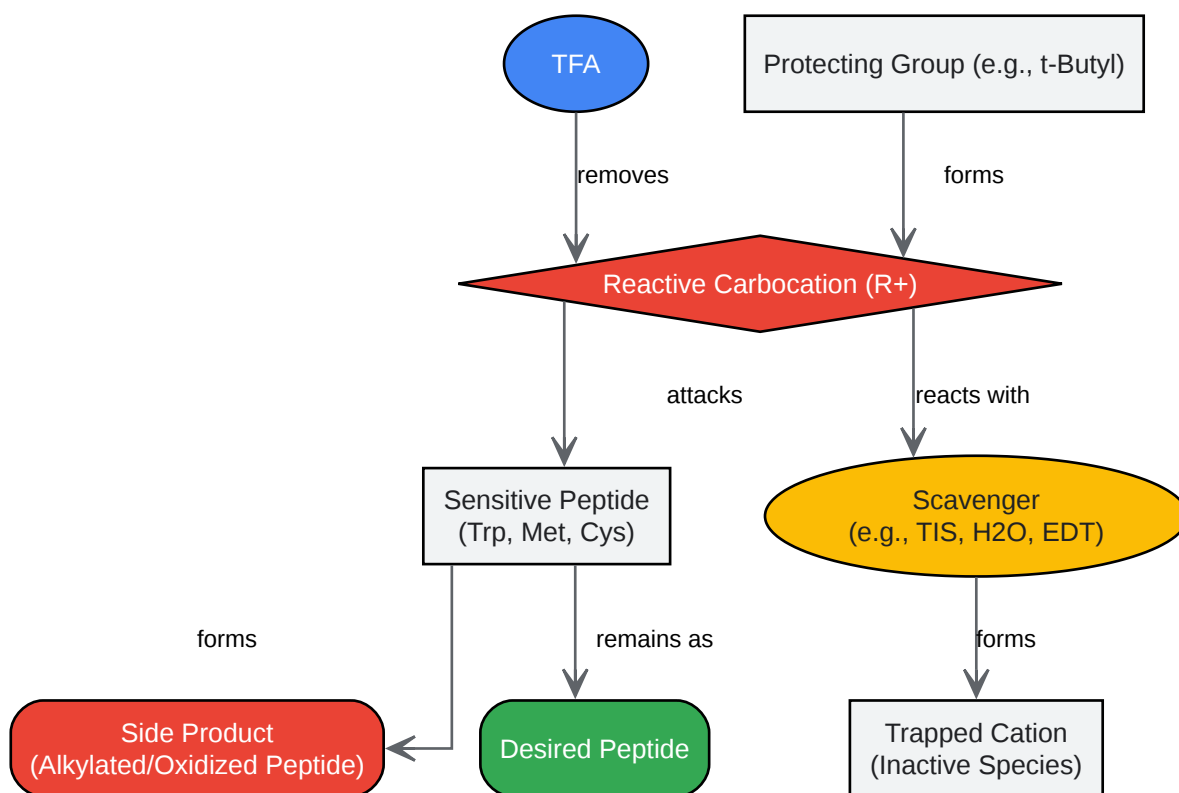 TFA
Protecting Group (e.g., t-Butyl)
removes
forms
Reactive Carbocation (R+)
attacks
reacts with
Sensitive Peptide
(Trp, Met, Cys)
Scavenger
(e.g., TIS, H2O, EDT)
forms
remains as
forms
Side Product
(Alkylated/Oxidized Peptide)
Desired Peptide
Trapped Cation
(Inactive Species)